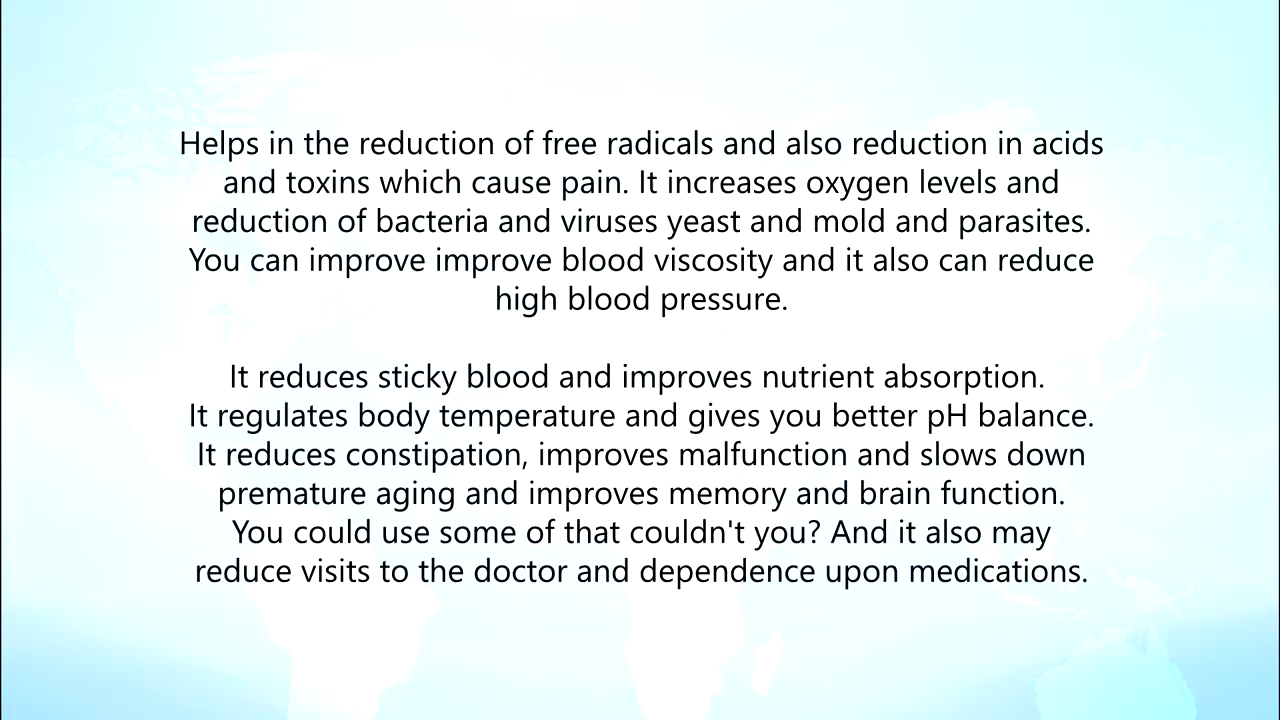 Helps in the reduction of free radicals and also reduction in acids
and toxins which cause pain. It increases oxygen levels and
reduction of bacteria and viruses yeast and mold and parasites.
You can improve improve blood viscosity and it also can reduce
high blood pressure.
It reduces sticky blood and improves nutrient absorption.
It regulates body temperature and gives you better pH balance.
It reduces constipation, improves malfunction and slows down
premature aging and improves memory and brain function.
You could use some of that couldn't you? And it also may
reduce visits to the doctor and dependence upon medications.